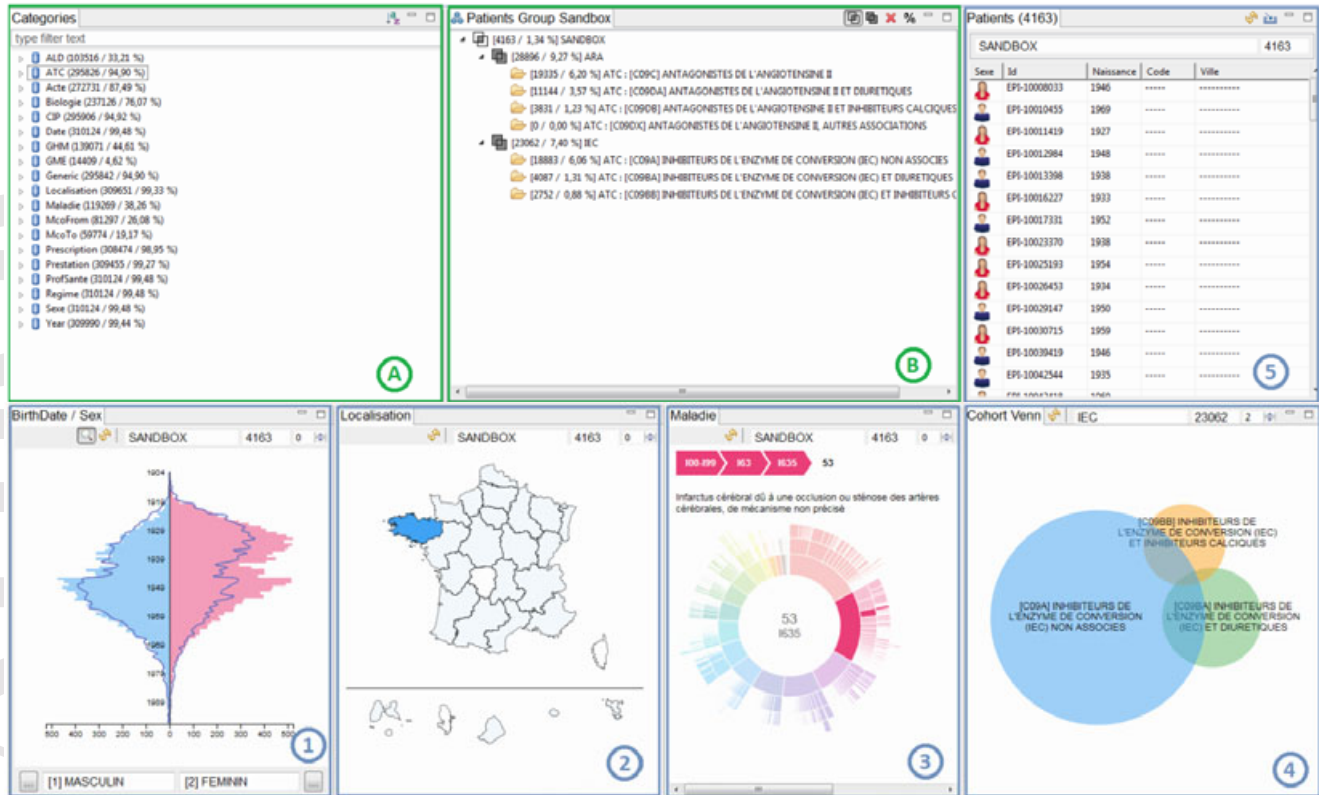 Categories
type filter text
ALD (103516 / 33,21 %)
ATC (295826 / 94,90 %)
Acte (272731 / 87,49 %)
Biologie (237126 / 76,07 %)
CIP (295906 / 94,92 %)
Date (310124 / 99,48 %)
GHM (139071 / 44,61 %)
GME (14409 / 4,62 %)
Generic (295842 / 94,90 %)
Localisation (309651 / 99,33 %)
Maladie (119269 / 38,26 %)
McoFrom (81297 / 26,08 %)
McoTo (59774 / 19,17 %)
Prescription (308474 / 98,95 %)
Prestation (309455 / 99,27 %)
ProfSante (310124 / 99,48 %)
Regime (310124 / 99,48 %)
Sexe (310124 / 99,48 %)
Year (309990 / 99,44 %)
A
Patients Group Sandbox
[4163 / 1,34 %] SANDBOX
[28896 / 9,27 %] ARA
[19335 / 6,20 %] ATC : [C09C] ANTAGONISTES DE L'ANGIOTENSINE II
[11144 / 3,57 %] ATC : [C09DA] ANTAGONISTES DE L'ANGIOTENSINE II ET DIURETIQUES
[3831 / 1,23 %] ATC : [C09DB] ANTAGONISTES DE L'ANGIOTENSINE II ET INHIBITEURS CALCIQUES
[0 / 0,00 %] ATC : [C09DX] ANTAGONISTES DE L'ANGIOTENSINE II, AUTRES ASSOCIATIONS
[23062 / 7,40 %] IEC
[18883 / 6,06 %] ATC : [C09A] INHIBITEURS DE L'ENZYME DE CONVERSION (IEC) NON ASSOCIES
[4087 / 1,31 %] ATC : [C09BA] INHIBITEURS DE L'ENZYME DE CONVERSION (IEC) ET DIURETIQUES
[2752 / 0,88 %] ATC : [C09BB] INHIBITEURS DE L'ENZYME DE CONVERSION (IEC) ET INHIBITEURS C
B
Patients (4163)
SANDBOX 4163
Sexe Id Naissance Code Ville
EPI-10008033 1946 ----- ----------
EPI-10010455 1969 ----- ----------
EPI-10011419 1927 ----- ----------
EPI-10012984 1948 ----- ----------
EPI-10013398 1938 ----- ----------
EPI-10016227 1933 ----- ----------
EPI-10017331 1952 ----- ----------
EPI-10023370 1938 ----- ----------
EPI-10025193 1954 ----- ----------
EPI-10026453 1934 ----- ----------
EPI-10029147 1950 ----- ----------
EPI-10030715 1959 ----- ----------
EPI-10039419 1946 ----- ----------
EPI-10042544 1935 ----- ----------
5
BirthDate / Sex
SANDBOX 4163 0
1904
1919
1929
1939
1949
1959
1969
1979
1989
500 400 300 200 100 0 100 200 300 400 500
[1] MASCULIN [2] FEMININ
1
Localisation
SANDBOX 4163 0
2
Maladie
SANDBOX 4163 0
I00-I99 I63 I635 53
Infarctus cérébral dû à une occlusion ou sténose des artères
cérébrales, de mécanisme non précisé
53
I635
3
Cohort Venn IEC 23062 2
[C09BB] INHIBITEURS DE
L'ENZYME DE CONVERSION (IEC)
ET INHIBITEURS CALCIQUES
[C09A] INHIBITEURS DE
L'ENZYME DE CONVERSION
(IEC) NON ASSOCIES
[C09BA] INHIBITEURS DE
L'ENZYME DE CONVERSION
(IEC) ET DIURETIQUES
4